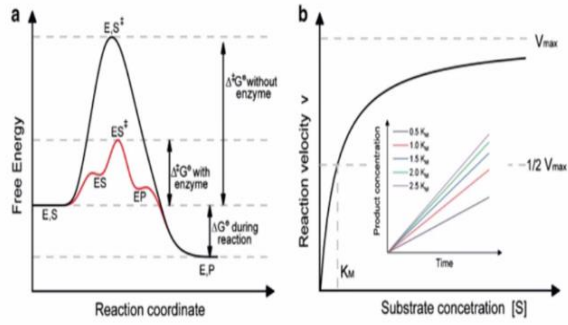 a
E,S‡
Δ‡G° without
enzyme
ES‡
Δ‡G° with
enzyme
ES
EP
E,S
ΔG° during
reaction
E,P
Free Energy
Reaction coordinate
b
Vmax
Reaction velocity v
0.5 KM
1.0 KM
1.5 KM
2.0 KM
2.5 KM
Product concentration
Time
1/2 Vmax
KM
Substrate concetration [S]